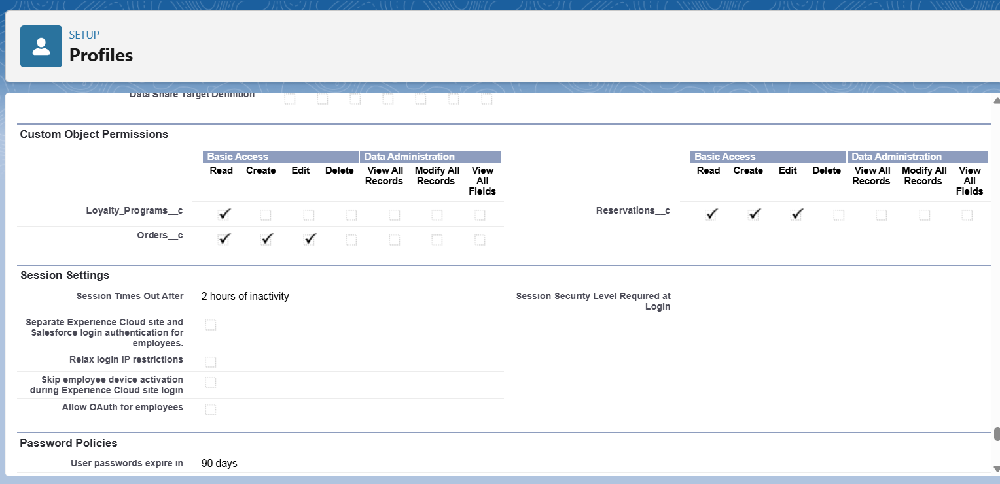 SETUP
Profiles
Data Share Target Definition
Custom Object Permissions
Basic Access Data Administration Basic Access Data Administration
Read Create Edit Delete View All Records Modify All Records View All Fields Read Create Edit Delete View All Records Modify All Records View All Fields
Loyalty_Programs__c Reservations__c
Orders__c
Session Settings
Session Times Out After 2 hours of inactivity Session Security Level Required at
Login
Separate Experience Cloud site and
Salesforce login authentication for
employees.
Relax login IP restrictions
Skip employee device activation
during Experience Cloud site login
Allow OAuth for employees
Password Policies
User passwords expire in 90 days